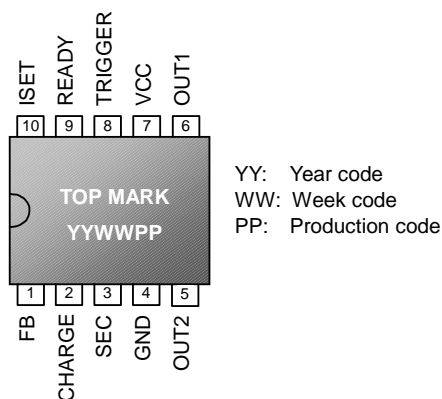 ISET READY TRIGGER VCC OUT1
10 9 8 7 6
TOP MARK
YYWWPP
1 2 3 4 5
FB CHARGE SEC GND OUT2
YY: Year code
WW: Week code
PP: Production code